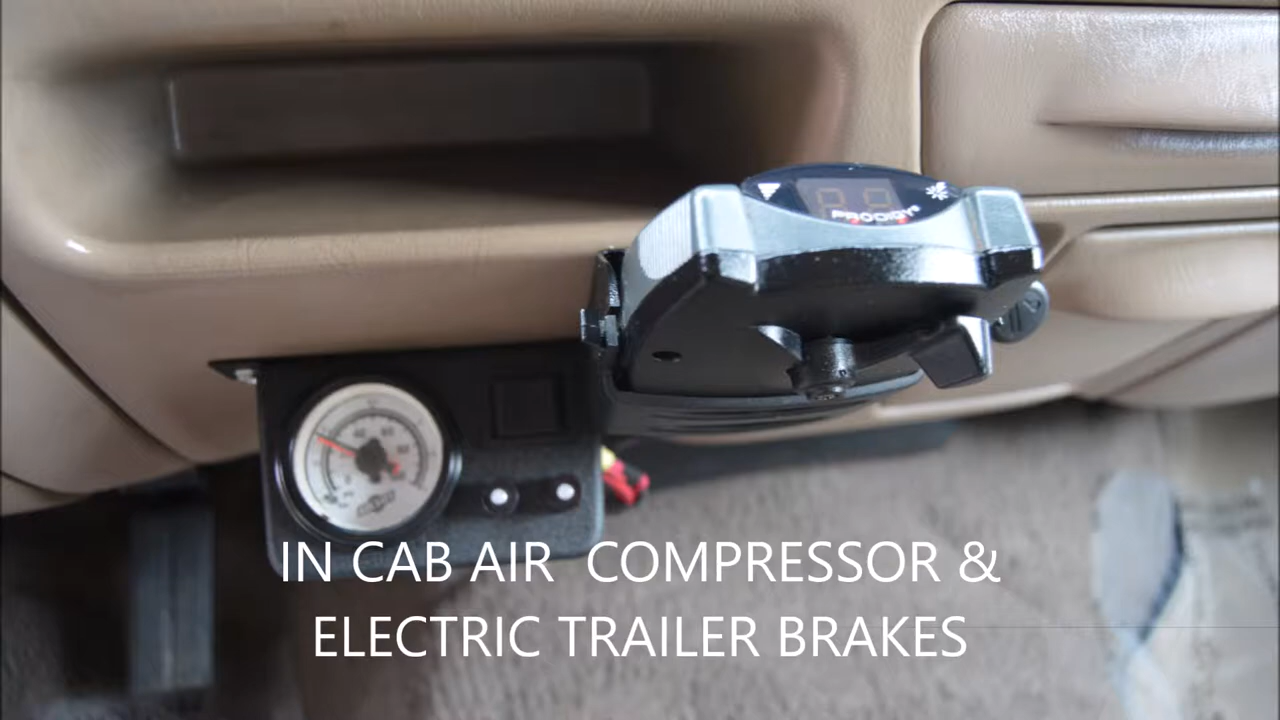 PRODIGY
IN CAB AIR COMPRESSOR &
ELECTRIC TRAILER BRAKES